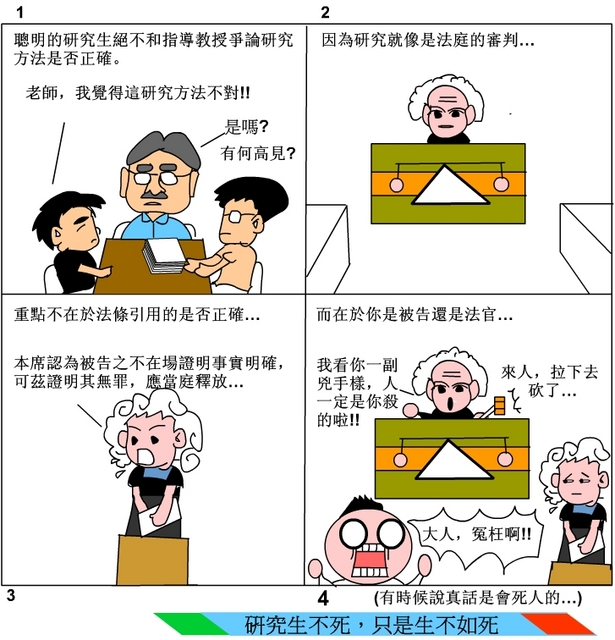 1
2
聰明的研究生絕不和指導教授爭論研究
方法是否正確。
老師，我覺得這研究方法不對!!
是嗎?
有何高見?
因為研究就像是法庭的審判…
重點不在於法條引用的是否正確…
本席認為被告之不在場證明事實明確，
可茲證明其無罪，應當庭釋放…
而在於你是被告還是法官…
我看你一副
兇手樣，人
一定是你殺
的啦!!
來人，拉下去
砍了…
大人，冤枉啊!!
3
4
(有時候說真話是會死人的…)
研究生不死，只是生不如死